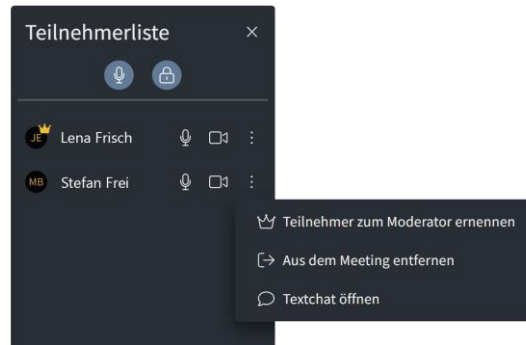 Teilnehmerliste
JE Lena Frisch
MB Stefan Frei
Teilnehmer zum Moderator ernennen
Aus dem Meeting entfernen
Textchat öffnen